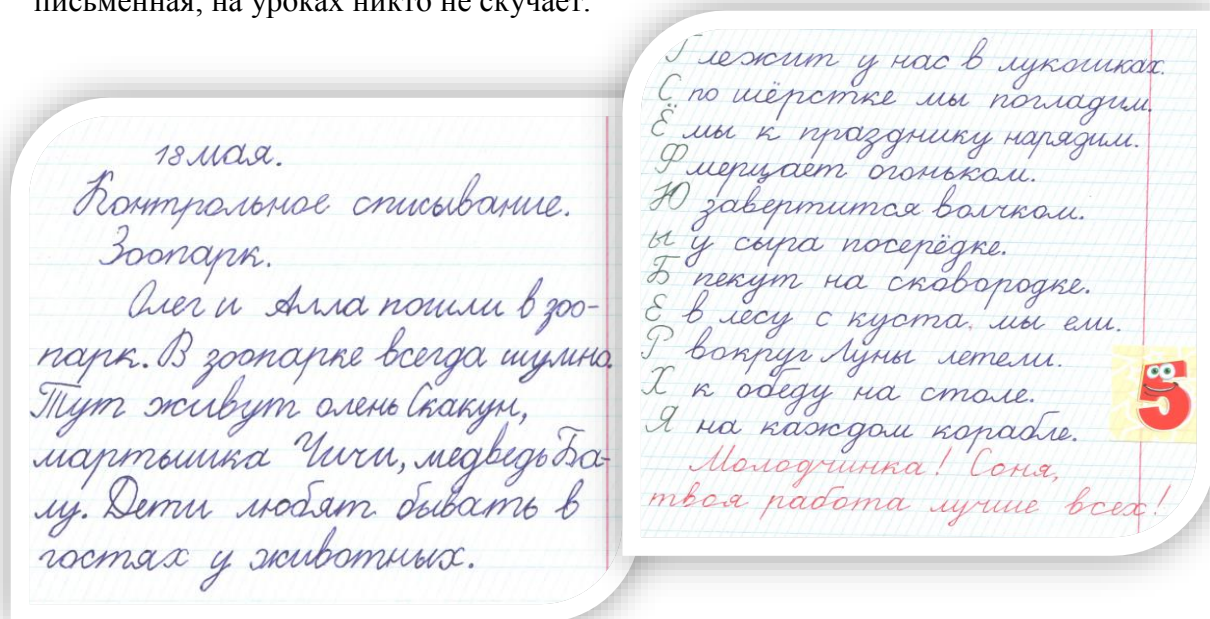 письменная, на уроках никто не скучает.
18 мая.
Контрольное списывание.
Зоопарк.
Олег и Алла пошли в зоо-
парк. В зоопарке всегда шумно.
Тут живут олень Скакун,
мартышка Чичи, медведь Ба-
лу. Дети любят бывать в
гостях у животных.
Г лежит у нас в лукошках.
С по шёрстке мы погладим.
Ё мы к празднику нарядим.
Ф мерцает огоньком.
Ю завертится волчком.
ы у сыра посерёдке.
Б пекут на сковородке.
Е в лесу с куста мы ели.
Р вокруг Луны летели.
Х к обеду на столе.
Я на каждом корабле.
Молодчинка! Соня,
твоя работа лучше всех!
5